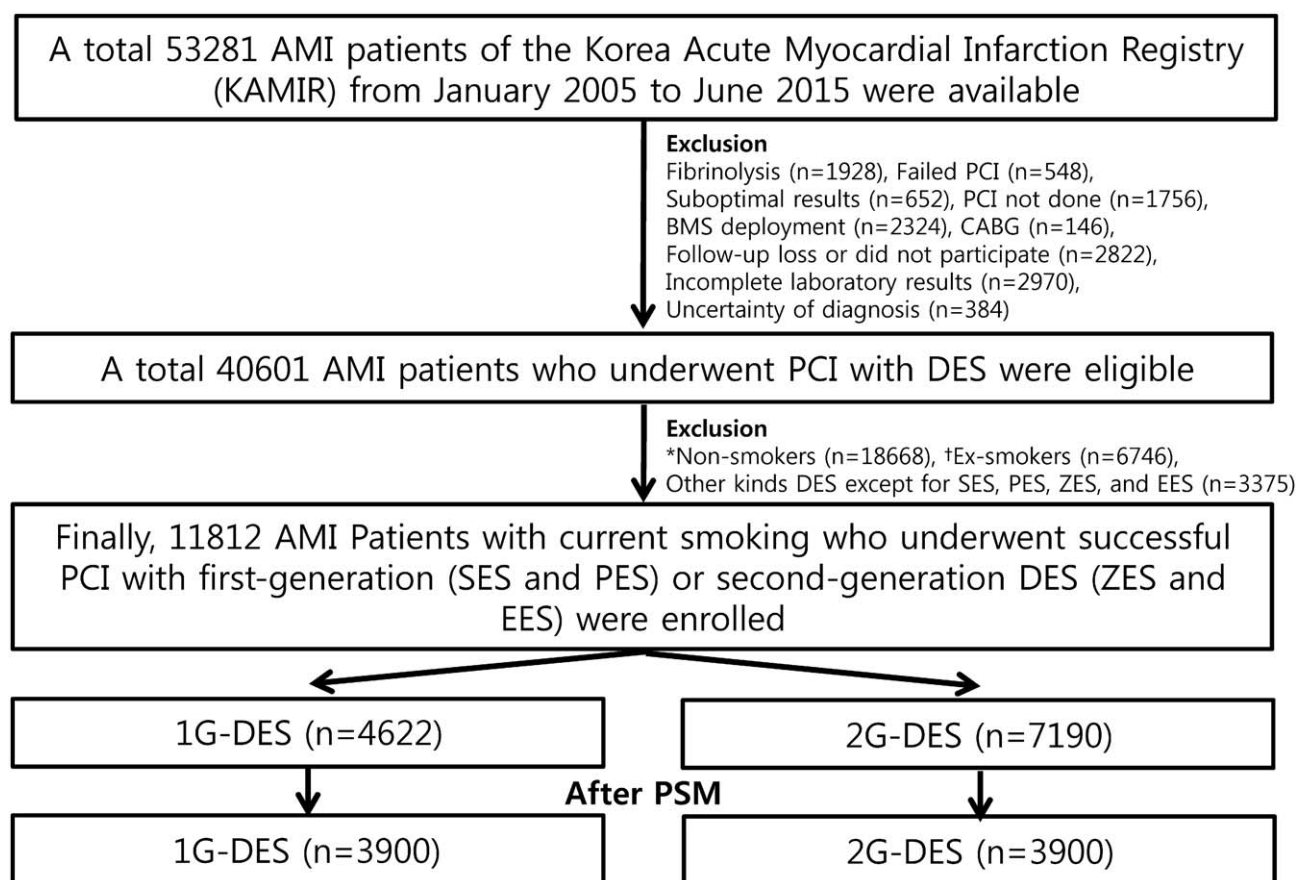 A total 53281 AMI patients of the Korea Acute Myocardial Infarction Registry
(KAMIR) from January 2005 to June 2015 were available
Exclusion
Fibrinolysis (n=1928), Failed PCI (n=548),
Suboptimal results (n=652), PCI not done (n=1756),
BMS deployment (n=2324), CABG (n=146),
Follow-up loss or did not participate (n=2822),
Incomplete laboratory results (n=2970),
Uncertainty of diagnosis (n=384)
A total 40601 AMI patients who underwent PCI with DES were eligible
Exclusion
*Non-smokers (n=18668), †Ex-smokers (n=6746),
Other kinds DES except for SES, PES, ZES, and EES (n=3375)
Finally, 11812 AMI Patients with current smoking who underwent successful
PCI with first-generation (SES and PES) or second-generation DES (ZES and
EES) were enrolled
1G-DES (n=4622)
2G-DES (n=7190)
After PSM
1G-DES (n=3900)
2G-DES (n=3900)